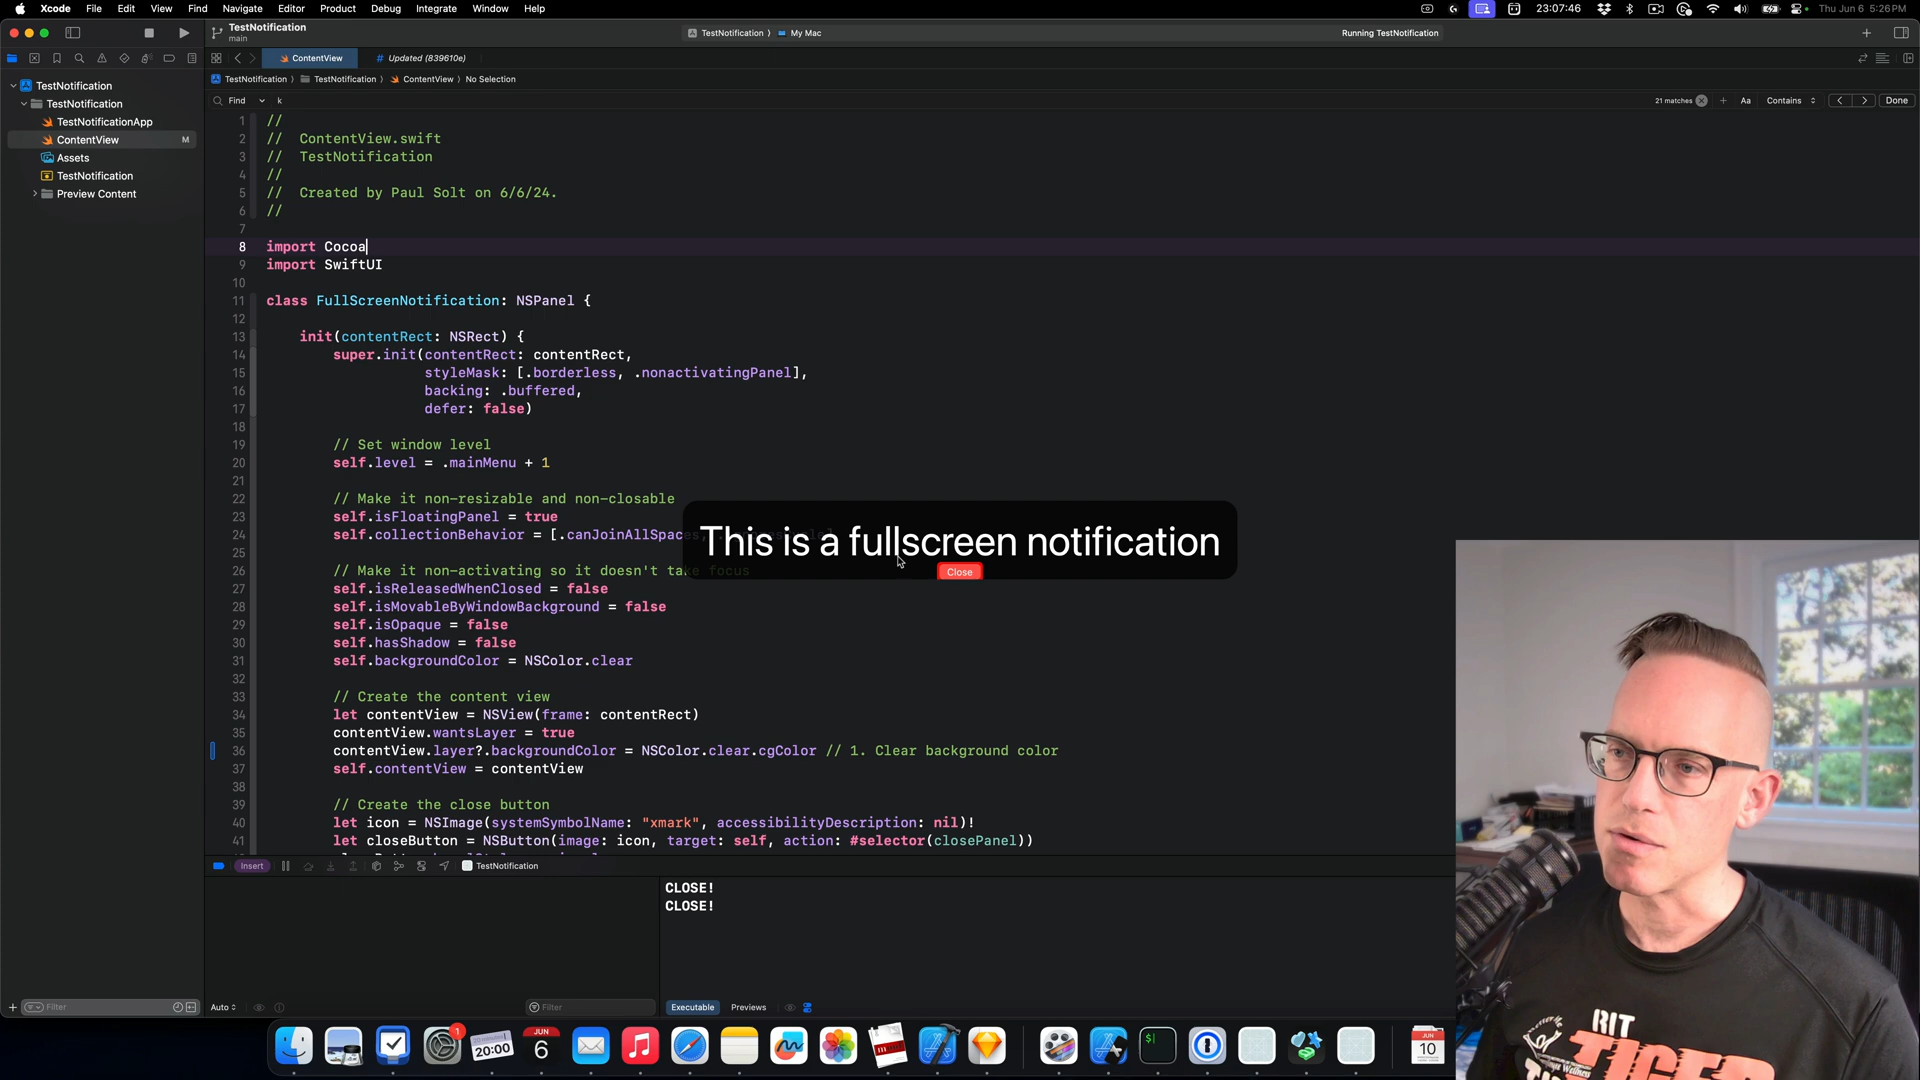 Xcode File Edit View Find Navigate Editor Product Debug Integrate Window Help
23:07:46
Thu Jun 6 5:26PM
TestNotification
main
TestNotification
My Mac
Running TestNotification
ContentView
Updated (839610e)
TestNotification
TestNotification
ContentView
No Selection
Find
k
21 matches
Aa
Contains
Done
TestNotification
TestNotification
TestNotificationApp
ContentView
M
Assets
TestNotification
Preview Content
1 //
2 // ContentView.swift
3 // TestNotification
4 //
5 // Created by Paul Solt on 6/6/24.
6 //
7
8 import Cocoa
9 import SwiftUI
10
11 class FullScreenNotification: NSPanel {
12
13 init(contentRect: NSRect) {
14 super.init(contentRect: contentRect,
15 styleMask: [.borderless, .nonactivatingPanel],
16 backing: .buffered,
17 defer: false)
18
19 // Set window level
20 self.level = .mainMenu + 1
21
22 // Make it non-resizable and non-closable
23 self.isFloatingPanel = true
24 self.collectionBehavior = [.canJoinAllSpaces,
25
26 // Make it non-activating so it doesn't take focus
27 self.isReleasedWhenClosed = false
28 self.isMovableByWindowBackground = false
29 self.isOpaque = false
30 self.hasShadow = false
31 self.backgroundColor = NSColor.clear
32
33 // Create the content view
34 let contentView = NSView(frame: contentRect)
35 contentView.wantsLayer = true
36 contentView.layer?.backgroundColor = NSColor.clear.cgColor // 1. Clear background color
37 self.contentView = contentView
38
39 // Create the close button
40 let icon = NSImage(systemSymbolName: "xmark", accessibilityDescription: nil)!
41 let closeButton = NSButton(image: icon, target: self, action: #selector(closePanel))
This is a fullscreen notification
Close
Insert
TestNotification
CLOSE!
CLOSE!
Filter
Auto
Filter
Executable
Previews
1
20:00
JUN
6
$
JUN
10
RIT
TIGER